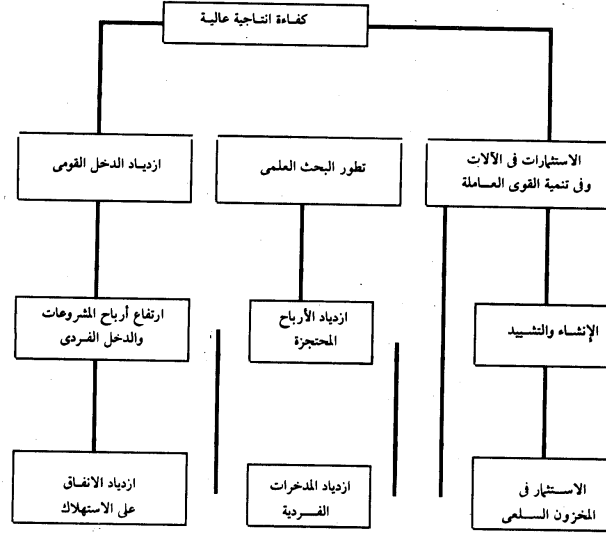 كفاءة انتاجية عالية
الاستثمارات فى الآلات
وفى تنمية القوى العاملة
تطور البحث العلمى
ازدياد الدخل القومى
الإنشاء والتشييد
ازدياد الأرباح
المحتجزة
ارتفاع أرباح المشروعات
والدخل الفردى
الاستثمار فى
المخزون السلعى
ازدياد المدخرات
الفردية
ازدياد الانفاق
على الاستهلاك